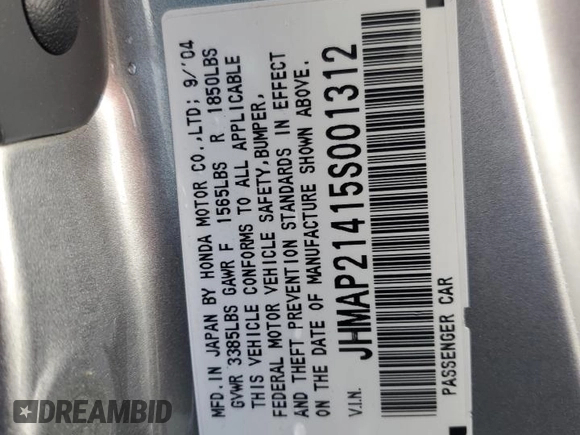 MFD. IN JAPAN BY HONDA MOTOR CO., LTD; 9/'04
GVWR 3385LBS GAWR F 1565LBS R 1850LBS
THIS VEHICLE CONFORMS TO ALL APPLICABLE
FEDERAL MOTOR VEHICLE SAFETY, BUMPER,
AND THEFT PREVENTION STANDARDS IN EFFECT
ON THE DATE OF MANUFACTURE SHOWN ABOVE.
V.I.N. JHMAP21415S001312
PASSENGER CAR
DREAMBID